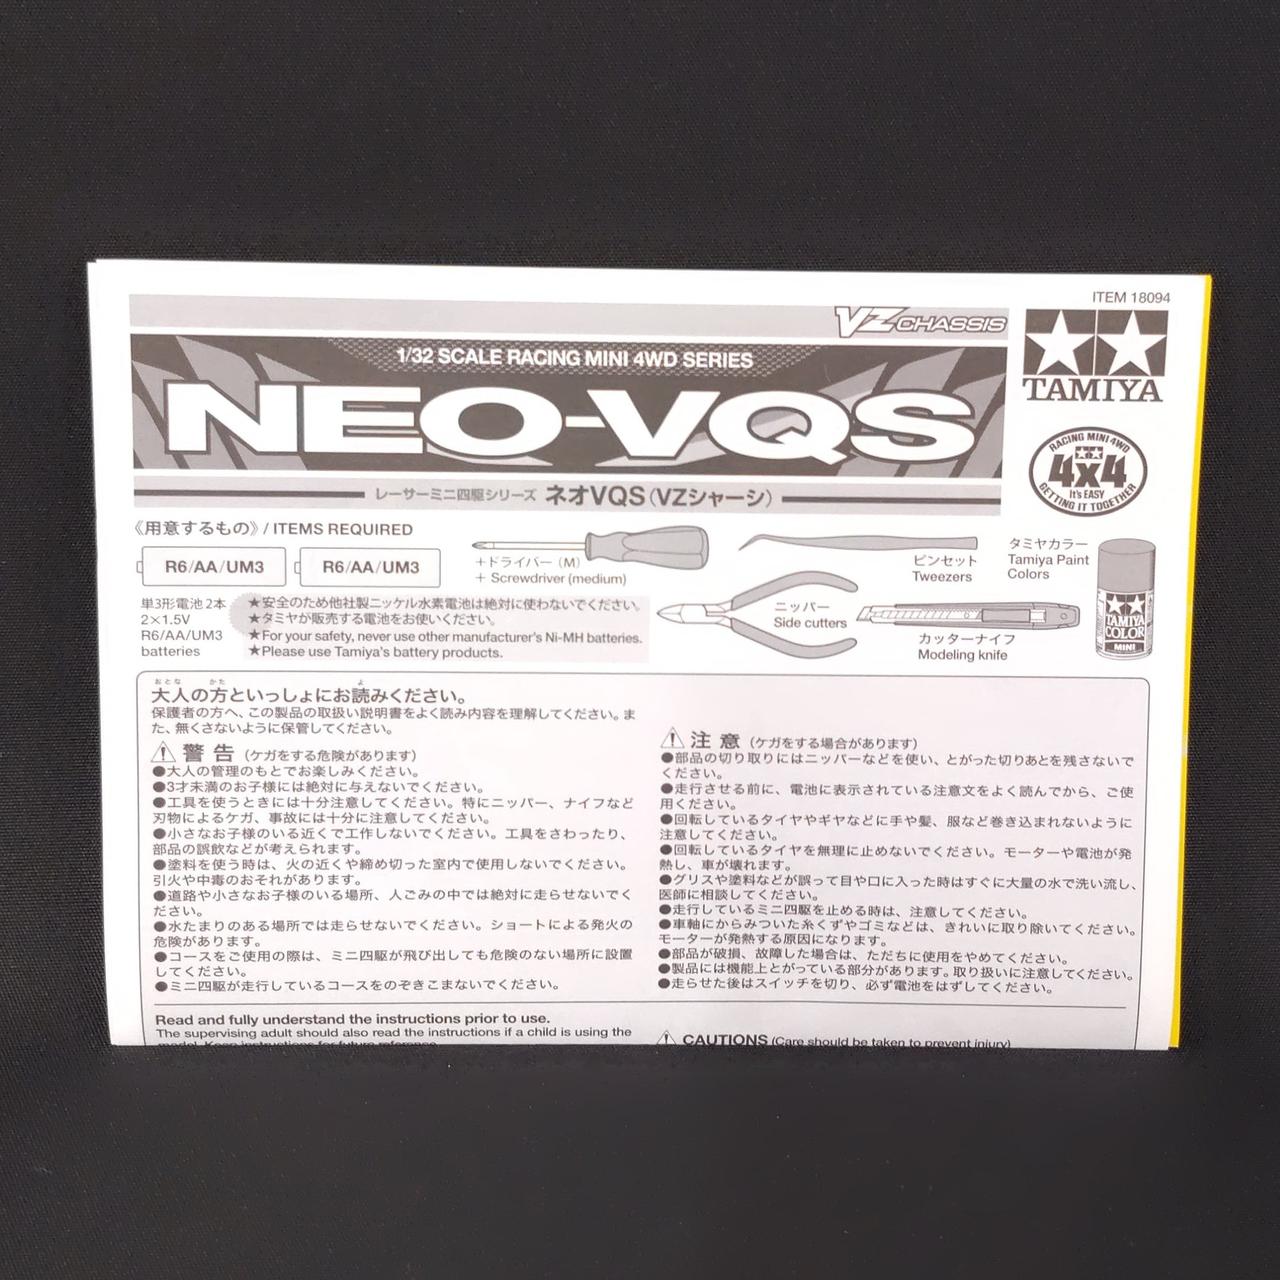 ITEM 18094
VZ CHASSIS
1/32 SCALE RACING MINI 4WD SERIES
NEO-VQS
TAMIYA
レーサーミニ四駆シリーズ ネオVQS(VZシャーシ)
RACING MINI 4WD
4x4
It's EASY
GETTING IT TOGETHER
《用意するもの》/ ITEMS REQUIRED
R6/AA/UM3 R6/AA/UM3
単3形電池2本
2×1.5V
R6/AA/UM3
batteries
★安全のため他社製ニッケル水素電池は絶対に使わないでください。
★タミヤが販売する電池をお使いください。
★For your safety, never use other manufacturer's Ni-MH batteries.
★Please use Tamiya's battery products.
+ドライバー(M)
+ Screwdriver (medium)
ピンセット
Tweezers
ニッパー
Side cutters
カッターナイフ
Modeling knife
タミヤカラー
Tamiya Paint
Colors
TAMIYA
COLOR
MINI
おとな かた よ
大人の方といっしょにお読みください。
保護者の方へ、この製品の取扱い説明書をよく読み内容を理解してください。ま
た、無くさないように保管してください。
⚠ 警告(ケガをする危険があります)
●大人の管理のもとでお楽しみください。
●3才未満のお子様には絶対に与えないでください。
●工具を使うときには十分注意してください。特にニッパー、ナイフなど
刃物によるケガ、事故には十分に注意してください。
●小さなお子様のいる近くで工作しないでください。工具をさわったり、
部品の誤飲などが考えられます。
●塗料を使う時は、火の近くや締め切った室内で使用しないでください。
引火や中毒のおそれがあります。
●道路や小さなお子様のいる場所、人ごみの中では絶対に走らせないでく
ださい。
●水たまりのある場所では走らせないでください。ショートによる発火の
危険があります。
●コースをご使用の際は、ミニ四駆が飛び出しても危険のない場所に設置
してください。
●ミニ四駆が走行しているコースをのぞきこまないでください。
⚠ 注意(ケガをする場合があります)
●部品の切り取りにはニッパーなどを使い、とがった切りあとを残さないで
ください。
●走行させる前に、電池に表示されている注意文をよく読んでから、ご使
用ください。
●回転しているタイヤやギヤなどに手や髪、服など巻き込まれないように
注意してください。
●回転しているタイヤを無理に止めないでください。モーターや電池が発
熱し、車が壊れます。
●グリスや塗料などが誤って目や口に入った時はすぐに大量の水で洗い流し、
医師に相談してください。
●走行しているミニ四駆を止める時は、注意してください。
●車軸にからみついた糸くずやゴミなどは、きれいに取り除いてください。
モーターが発熱する原因になります。
●部品が破損、故障した場合は、ただちに使用をやめてください。
●製品には機能上とがっている部分があります。取り扱いに注意してください。
●走らせた後はスイッチを切り、必ず電池をはずしてください。
Read and fully understand the instructions prior to use.
The supervising adult should also read the instructions if a child is using the
model. Keep instructions for future reference.
⚠ CAUTIONS (Care should be taken to prevent injury)